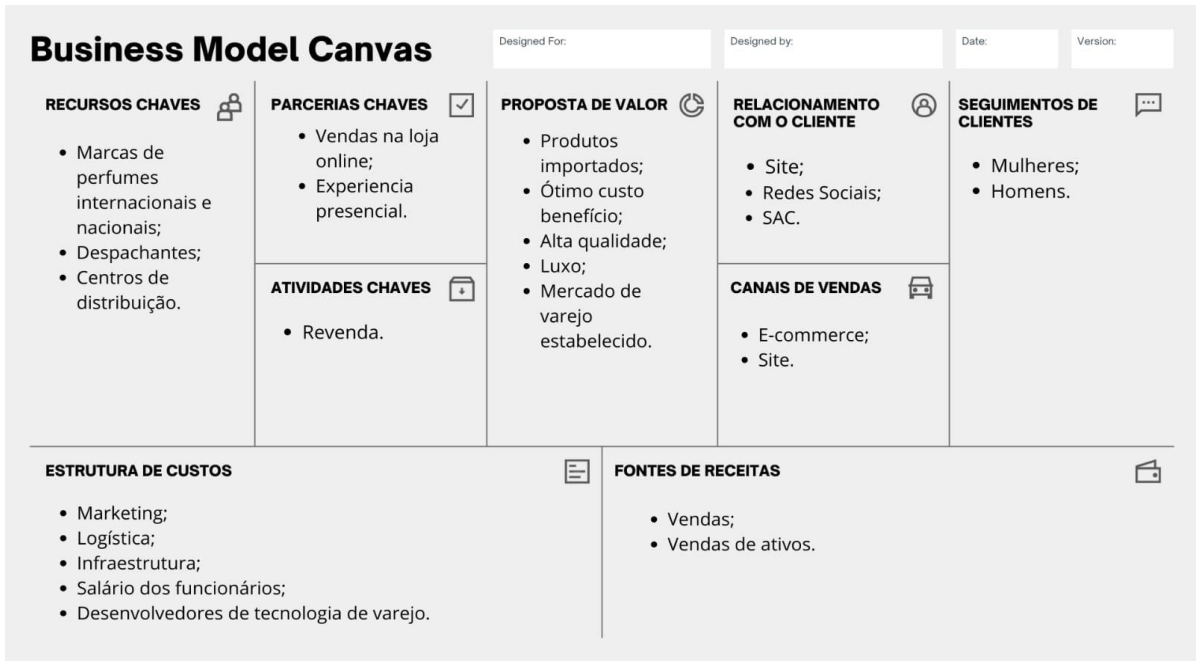 Business Model Canvas
Designed For:
Designed by:
Date:
Version:
RECURSOS CHAVES
• Marcas de
perfumes
internacionais e
nacionais;
• Despachantes;
• Centros de
distribuição.
PARCERIAS CHAVES
• Vendas na loja
online;
• Experiencia
presencial.
ATIVIDADES CHAVES
• Revenda.
PROPOSTA DE VALOR
• Produtos
importados;
• Ótimo custo
benefício;
• Alta qualidade;
• Luxo;
• Mercado de
varejo
estabelecido.
RELACIONAMENTO
COM O CLIENTE
• Site;
• Redes Sociais;
• SAC.
CANAIS DE VENDAS
• E-commerce;
• Site.
SEGUIMENTOS DE
CLIENTES
• Mulheres;
• Homens.
ESTRUTURA DE CUSTOS
• Marketing;
• Logística;
• Infraestrutura;
• Salário dos funcionários;
• Desenvolvedores de tecnologia de varejo.
FONTES DE RECEITAS
• Vendas;
• Vendas de ativos.